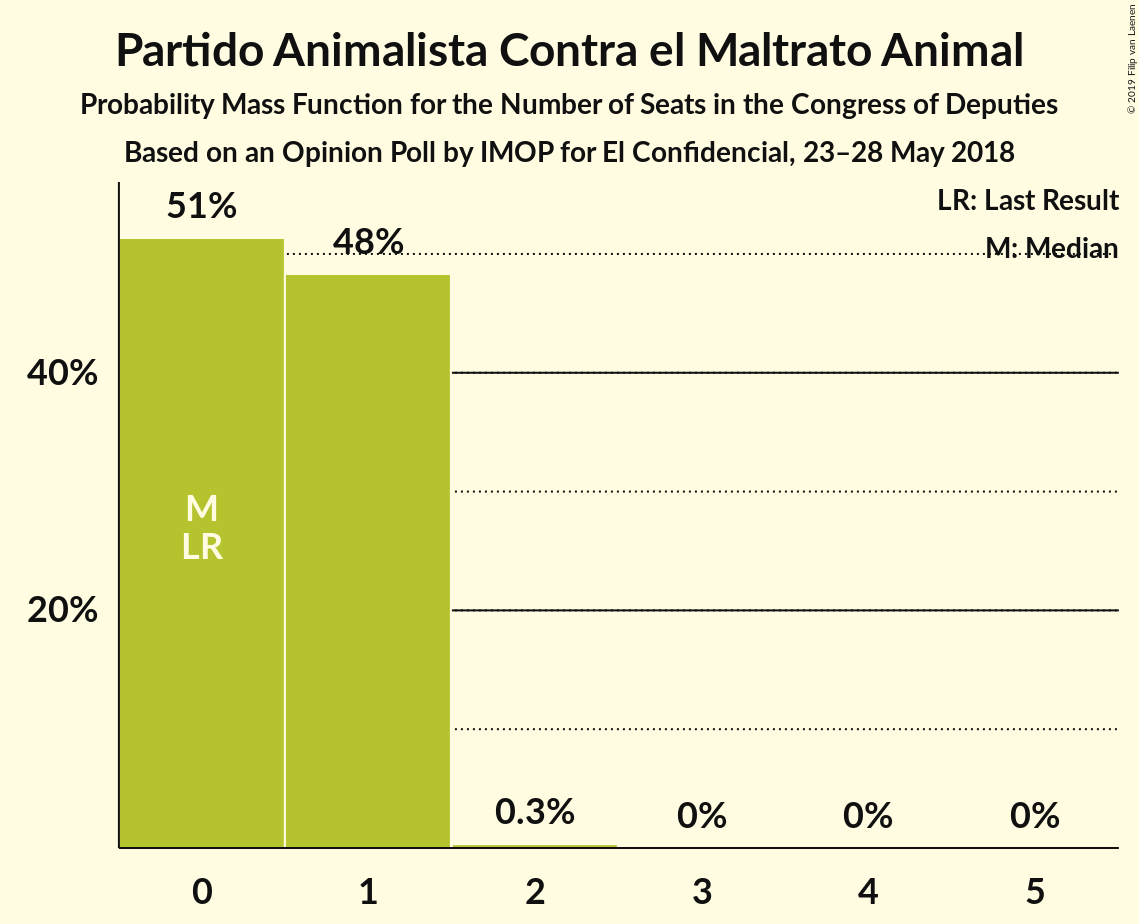 Partido Animalista Contra el Maltrato Animal
Probability Mass Function for the Number of Seats in the Congress of Deputies
Based on an Opinion Poll by IMOP for El Confidencial, 23–28 May 2018
© 2019 Filip van Laenen
LR: Last Result
M: Median
51%
48%
40%
M
LR
20%
0.3%
0%
0%
0%
0
1
2
3
4
5